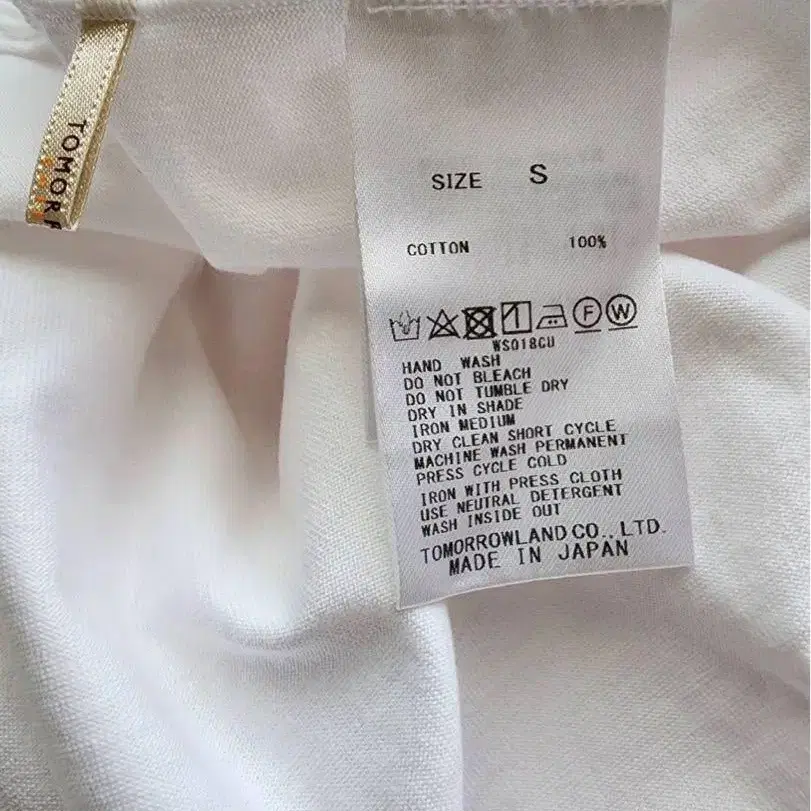 TOMOR
SIZE S
COTTON 100%
F W
WS018CU
HAND WASH
DO NOT BLEACH
DO NOT TUMBLE DRY
DRY IN SHADE
IRON MEDIUM
DRY CLEAN SHORT CYCLE
MACHINE WASH PERMANENT
PRESS CYCLE COLD
IRON WITH PRESS CLOTH
USE NEUTRAL DETERGENT
WASH INSIDE OUT
TOMORROWLAND CO., LTD.
MADE IN JAPAN